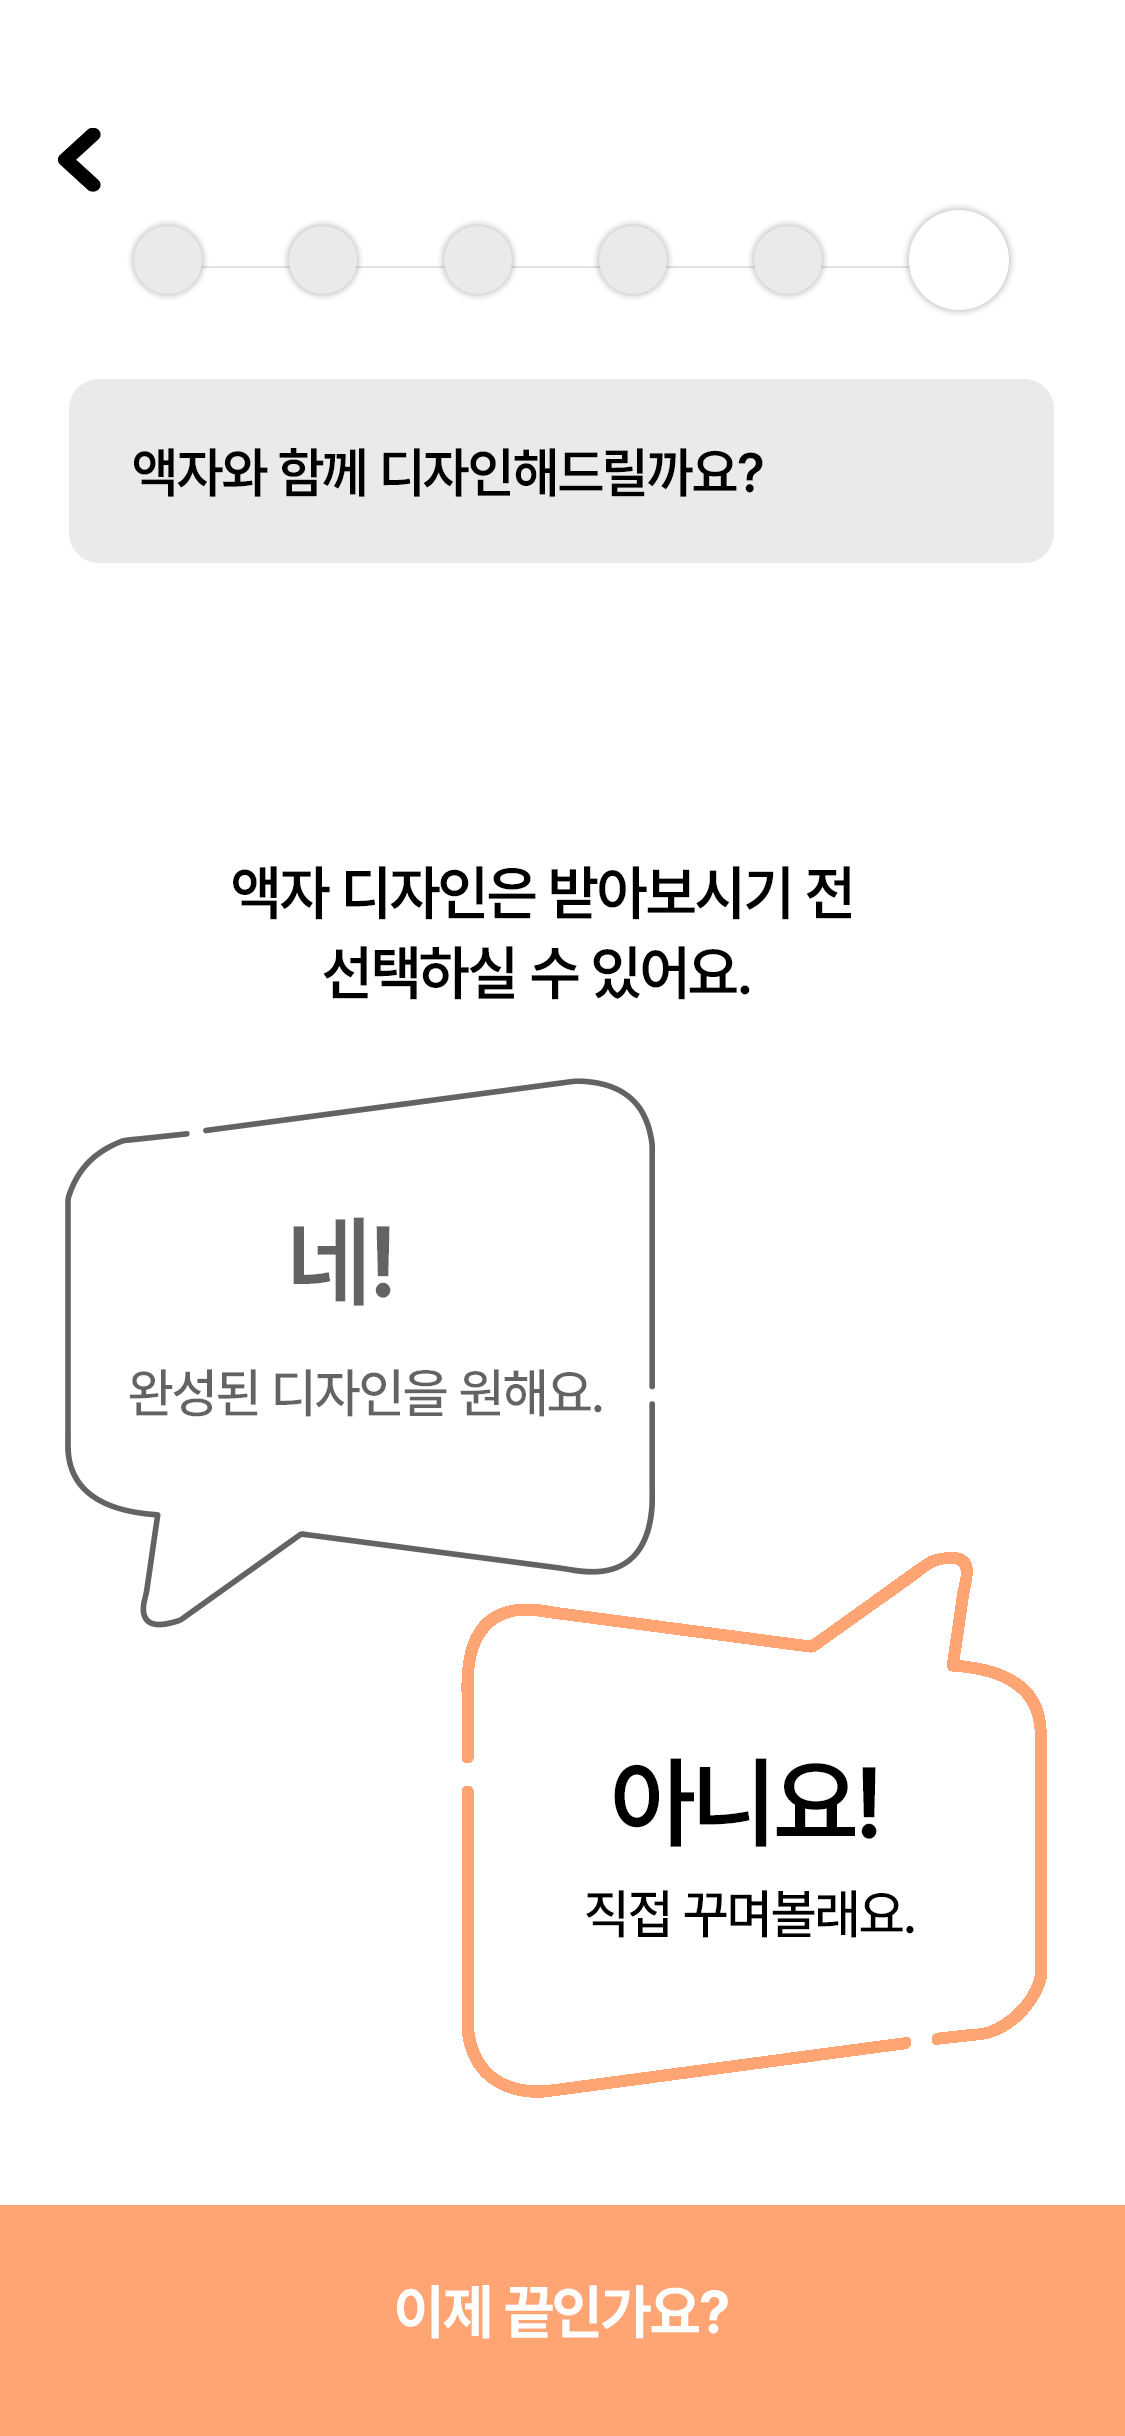 액자와 함께 디자인해드릴까요?
액자 디자인은 받아보시기 전
선택하실 수 있어요.
네!
완성된 디자인을 원해요.
아니요!
직접 꾸며볼래요.
이제 끝인가요?